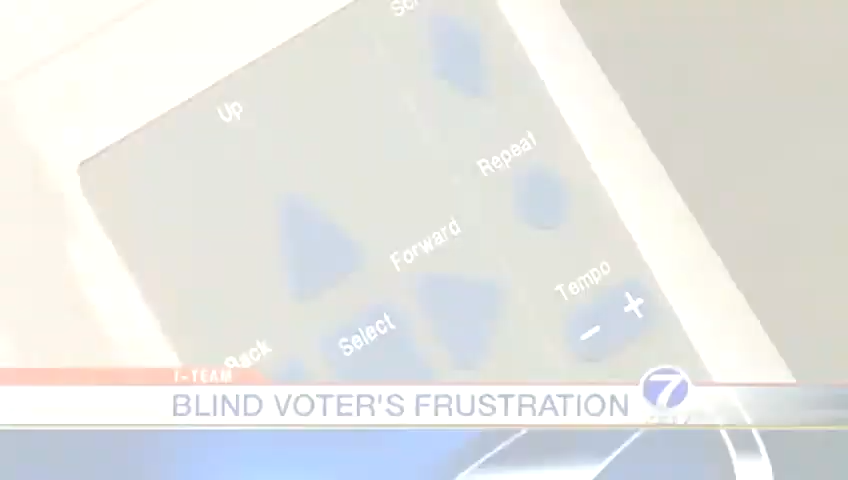 Up
Repeat
Forward
Tempo
- +
Select
Back
I-TEAM
BLIND VOTER'S FRUSTRATION
7